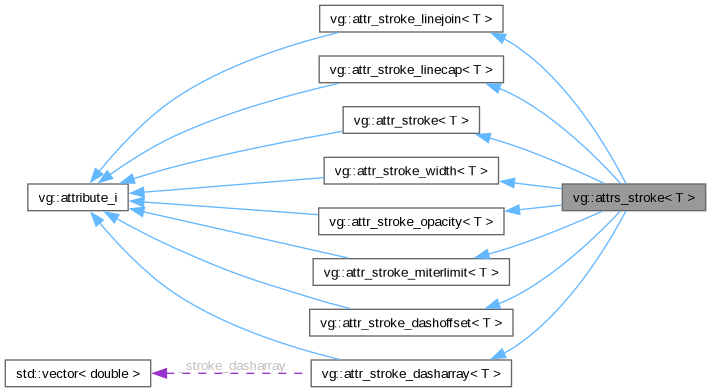 vg::attr_stroke_linejoin< T >
vg::attr_stroke_linecap< T >
vg::attr_stroke< T >
vg::attr_stroke_width< T >
vg::attribute_i
vg::attrs_stroke< T >
vg::attr_stroke_opacity< T >
vg::attr_stroke_miterlimit< T >
vg::attr_stroke_dashoffset< T >
_stroke_dasharray
std::vector< double >
vg::attr_stroke_dasharray< T >